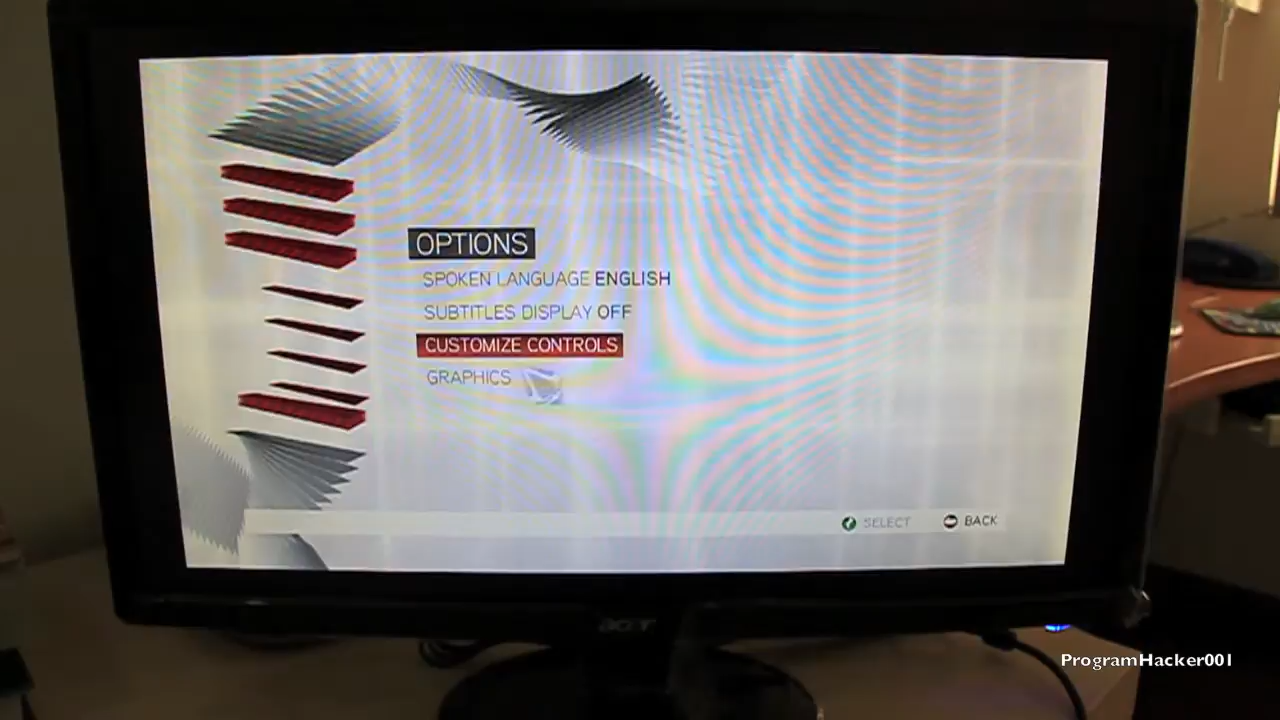 OPTIONS
SPOKEN LANGUAGE ENGLISH
SUBTITLES DISPLAY OFF
CUSTOMIZE CONTROLS
GRAPHICS
SELECT
BACK
acer
ProgramHacker001